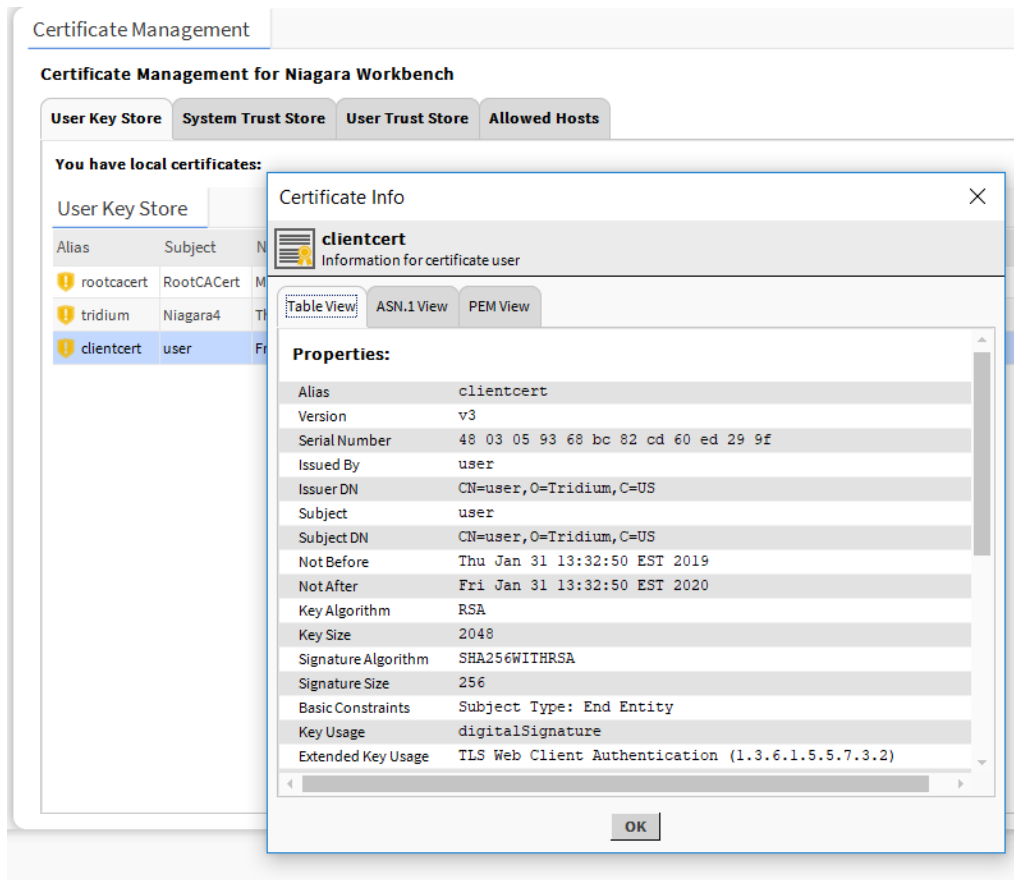 Certificate Management
Certificate Management for Niagara Workbench
User Key Store System Trust Store User Trust Store Allowed Hosts
You have local certificates:
User Key Store
Alias Subject N
rootcacert RootCACert M
tridium Niagara4 Th
clientcert user Fr
Certificate Info
clientcert
Information for certificate user
Table View ASN.1 View PEM View
Properties:
Alias clientcert
Version v3
Serial Number 48 03 05 93 68 bc 82 cd 60 ed 29 9f
Issued By user
Issuer DN CN=user,O=Tridium,C=US
Subject user
Subject DN CN=user,O=Tridium,C=US
Not Before Thu Jan 31 13:32:50 EST 2019
Not After Fri Jan 31 13:32:50 EST 2020
Key Algorithm RSA
Key Size 2048
Signature Algorithm SHA256WITHRSA
Signature Size 256
Basic Constraints Subject Type: End Entity
Key Usage digitalSignature
Extended Key Usage TLS Web Client Authentication (1.3.6.1.5.5.7.3.2)
OK